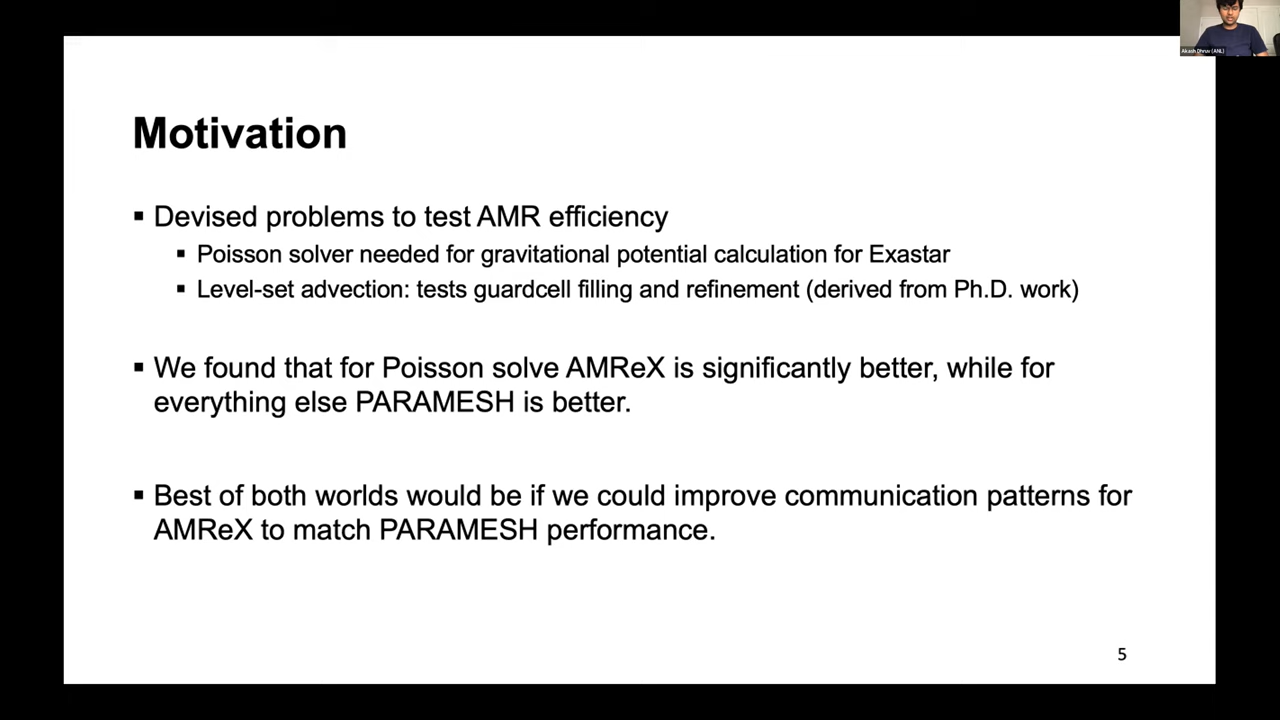 Akash Dhruv (ANL)
Motivation
▪ Devised problems to test AMR efficiency
▪ Poisson solver needed for gravitational potential calculation for Exastar
▪ Level-set advection: tests guardcell filling and refinement (derived from Ph.D. work)
▪ We found that for Poisson solve AMReX is significantly better, while for
everything else PARAMESH is better.
▪ Best of both worlds would be if we could improve communication patterns for
AMReX to match PARAMESH performance.
5